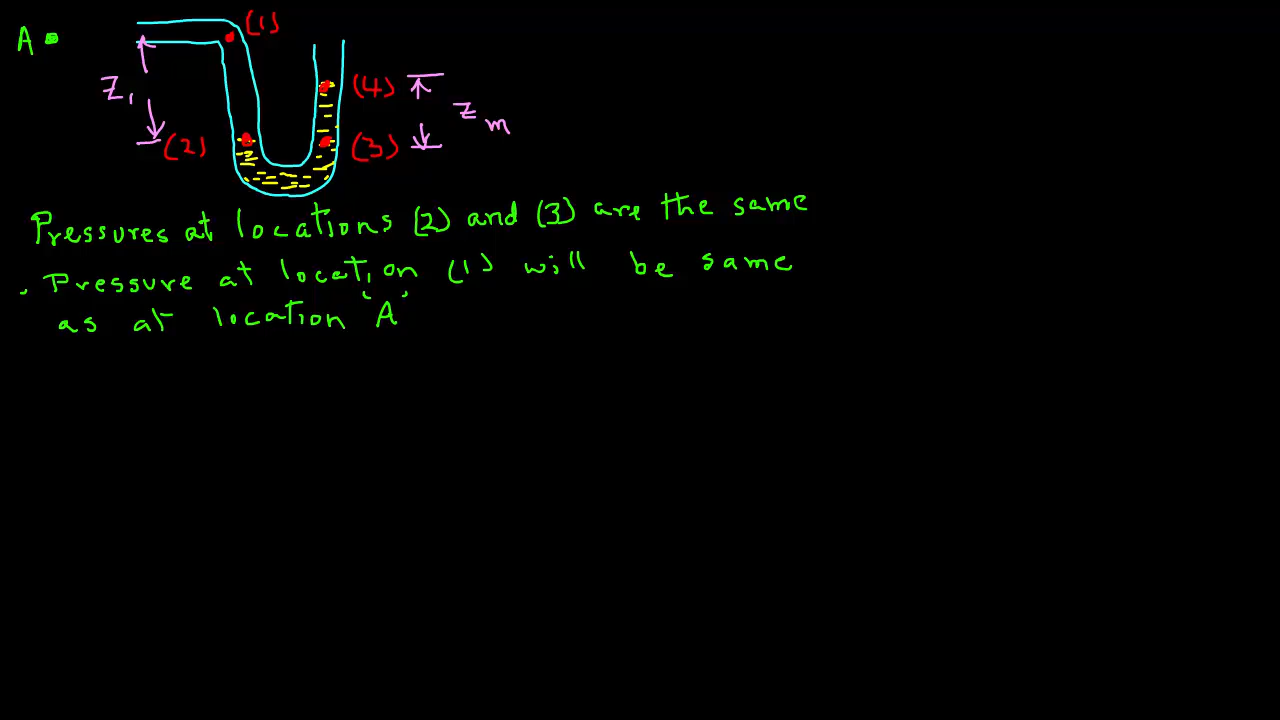 A
(1)
Z1
(4)
Zm
(2)
(3)
Pressures at locations (2) and (3) are the same
. Pressure at location (1) will be same
as at location 'A'